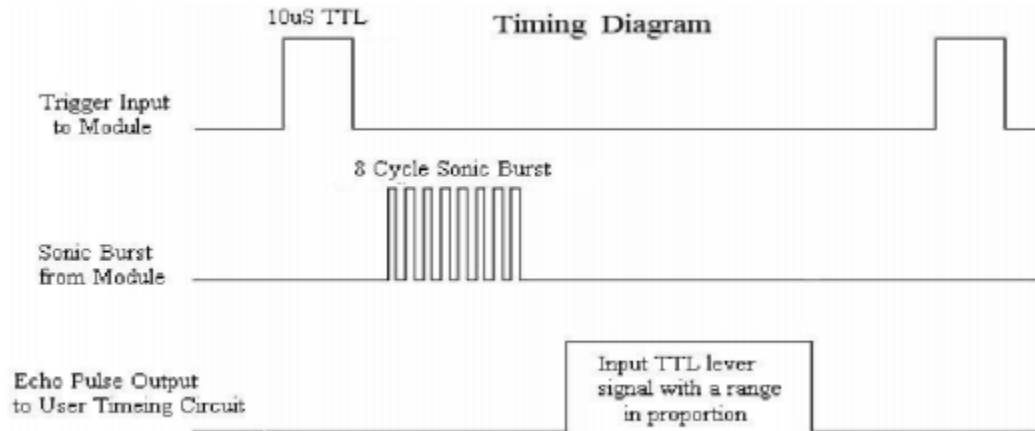 10uS TTL
Timing Diagram
Trigger Input
to Module
8 Cycle Sonic Burst
Sonic Burst
from Module
Echo Pulse Output
to User Timeing Circuit
Input TTL lever
signal with a range
in proportion